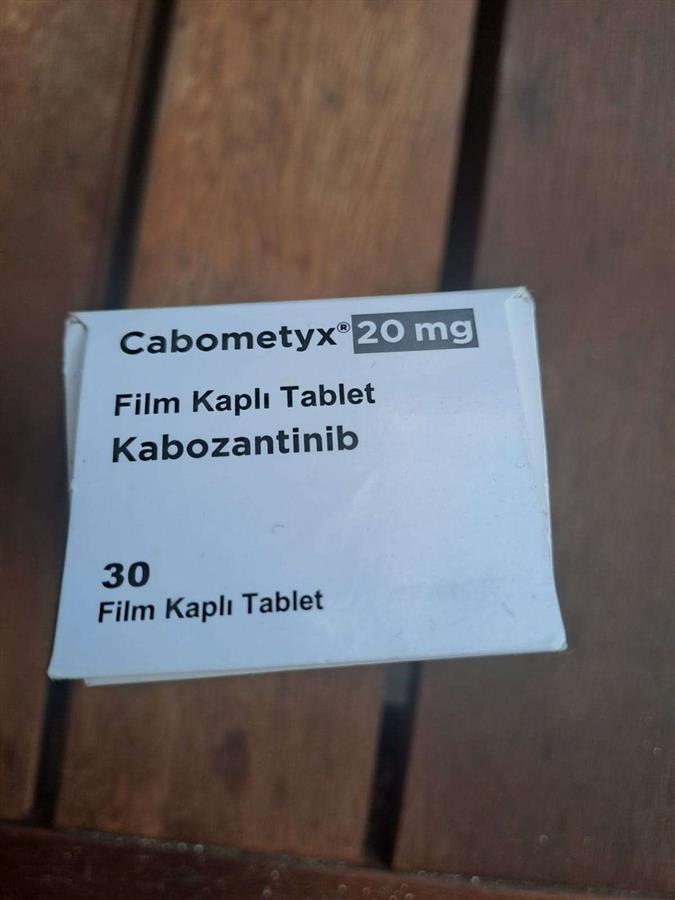 Cabometyx® 20 mg
Film Kaplı Tablet
Kabozantinib
30
Film Kaplı Tablet